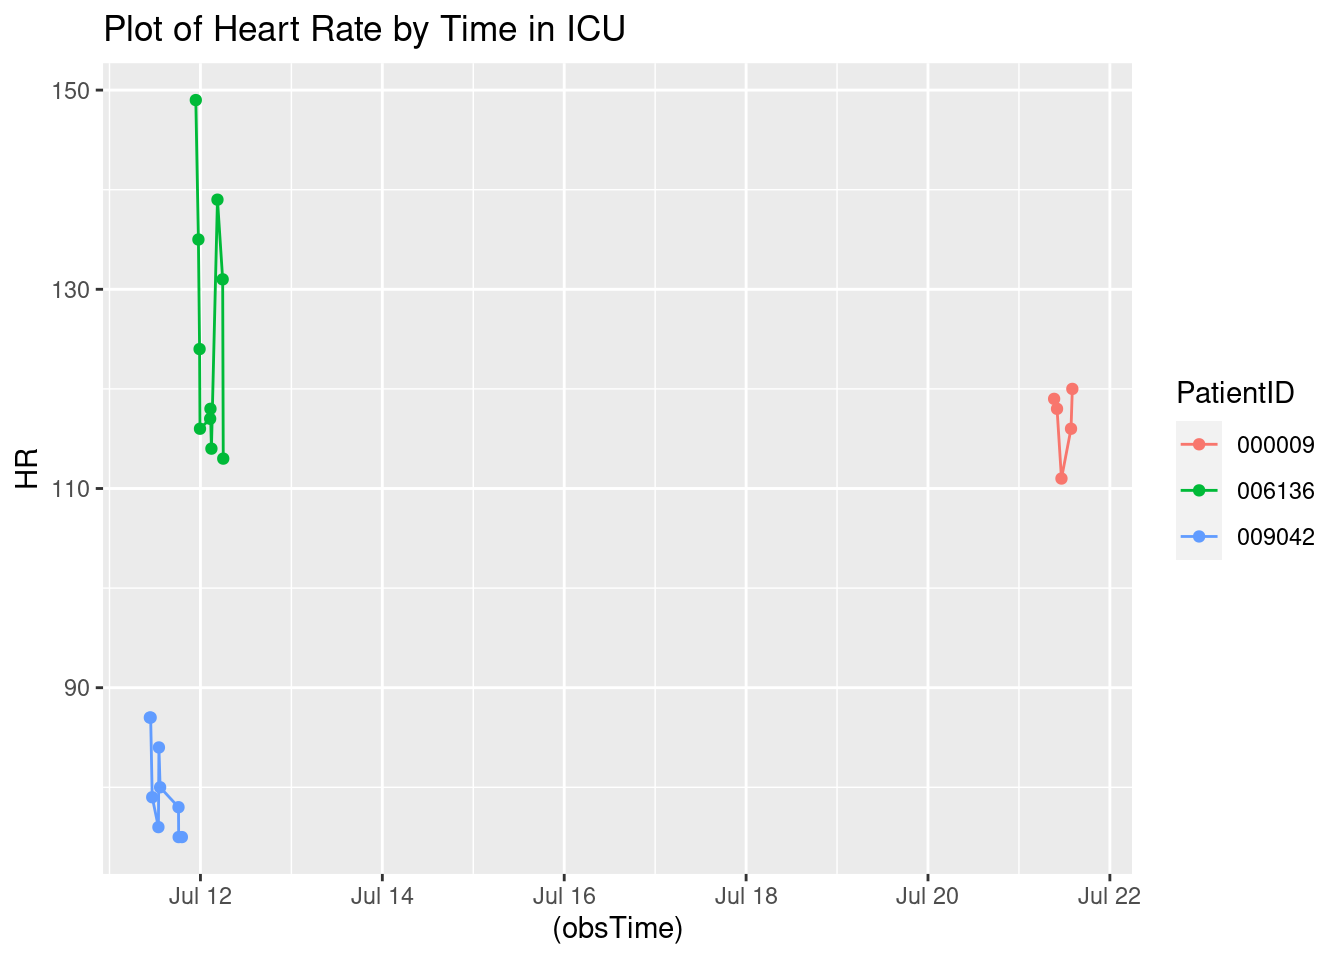 Plot of Heart Rate by Time in ICU
150
130
110
90
HR
Jul 12
Jul 14
Jul 16
Jul 18
Jul 20
Jul 22
(obsTime)
PatientID
000009
006136
009042